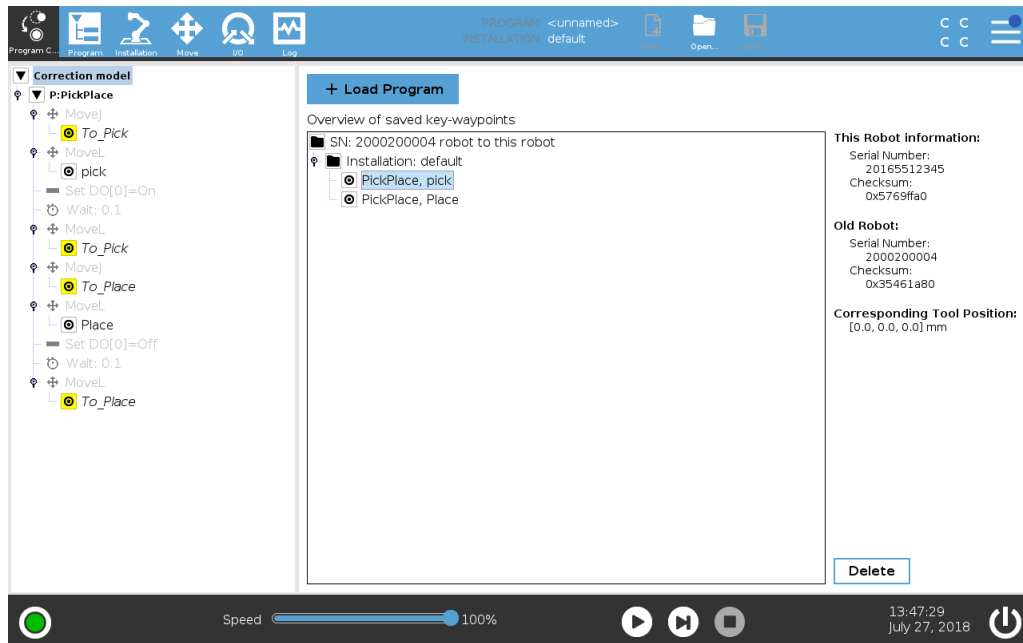 PROGRAM <unnamed>
INSTALLATION default
C C
C C
Program C...
Program
Installation
Move
I/O
Log
Open...
Correction model
P:PickPlace
MoveJ
To_Pick
MoveL
pick
Set DO[0]=On
Wait: 0.1
MoveL
To_Pick
MoveJ
To_Place
MoveL
Place
Set DO[0]=Off
Wait: 0.1
MoveL
To_Place
+ Load Program
Overview of saved key-waypoints
SN: 2000200004 robot to this robot
Installation: default
PickPlace, pick
PickPlace, Place
This Robot information:
Serial Number:
20165512345
Checksum:
0x5769ffa0
Old Robot:
Serial Number:
2000200004
Checksum:
0x35461a80
Corresponding Tool Position:
[0.0, 0.0, 0.0] mm
Delete
Speed
100%
13:47:29
July 27, 2018